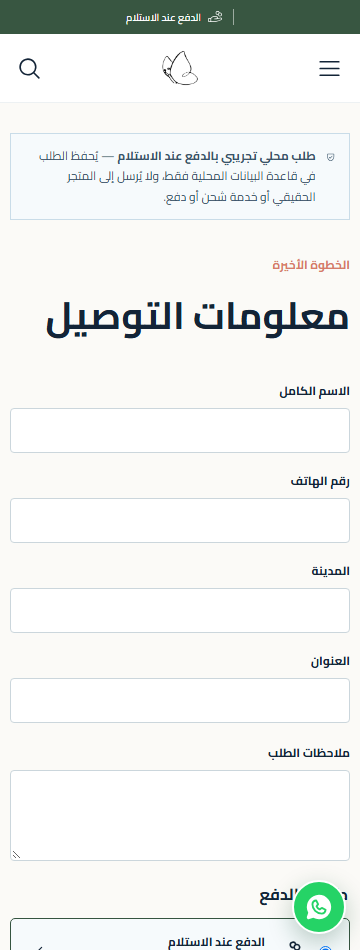 الدفع عند الاستلام
طلب محلي تجريبي بالدفع عند الاستلام — يُحفظ الطلب
في قاعدة البيانات المحلية فقط، ولا يُرسل إلى المتجر
الحقيقي أو خدمة شحن أو دفع.
الخطوة الأخيرة
معلومات التوصيل
الاسم الكامل
رقم الهاتف
المدينة
العنوان
ملاحظات الطلب
الدفع
الدفع عند الاستلام